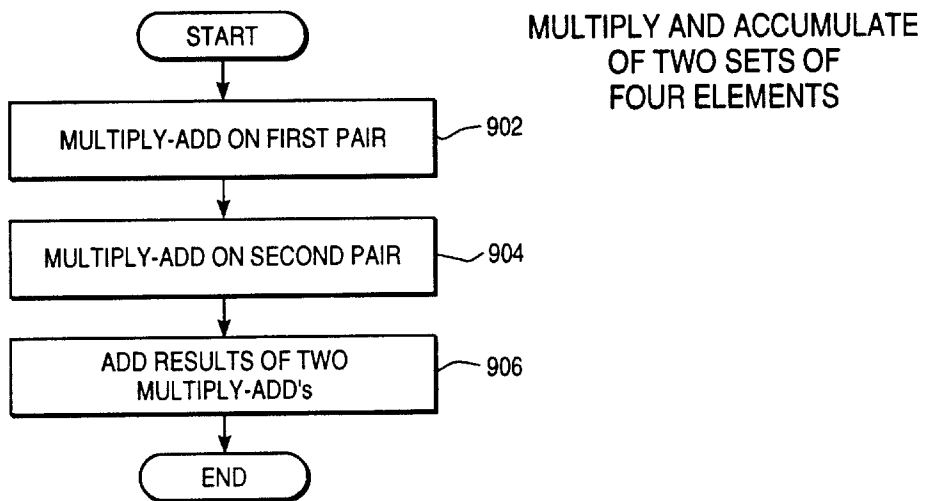 START
MULTIPLY AND ACCUMULATE
OF TWO SETS OF
FOUR ELEMENTS
MULTIPLY-ADD ON FIRST PAIR
902
MULTIPLY-ADD ON SECOND PAIR
904
ADD RESULTS OF TWO
MULTIPLY-ADD's
906
END